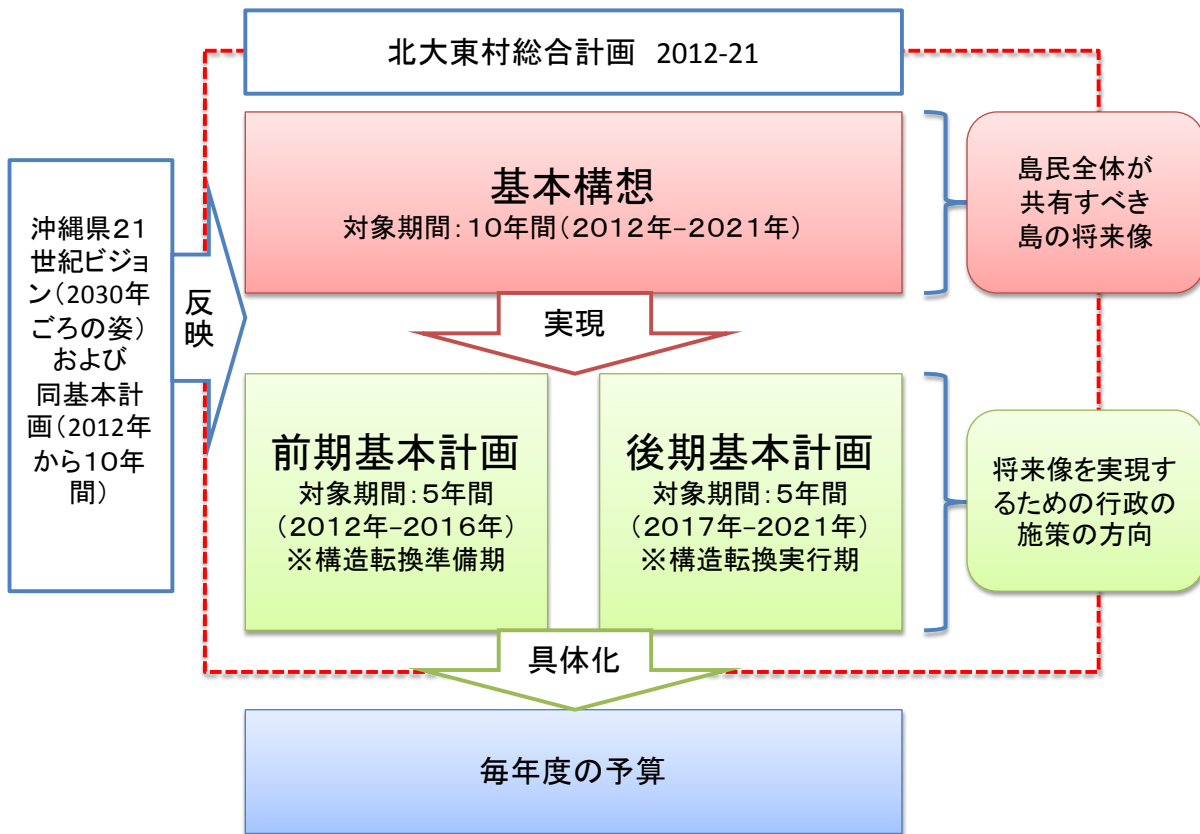 北大東村総合計画 2012-21
基本構想
対象期間：１０年間（２０１２年−２０２１年）
島民全体が
共有すべき
島の将来像
沖縄県２１
世紀ビジョ
ン（2030年
ごろの姿）
および
同基本計
画（2012年
から１０年
間）
反
映
実現
前期基本計画
対象期間：５年間
（２０１２年−２０１６年）
※構造転換準備期
後期基本計画
対象期間：５年間
（２０１７年−２０２１年）
※構造転換実行期
将来像を実現す
るための行政の
施策の方向
具体化
毎年度の予算